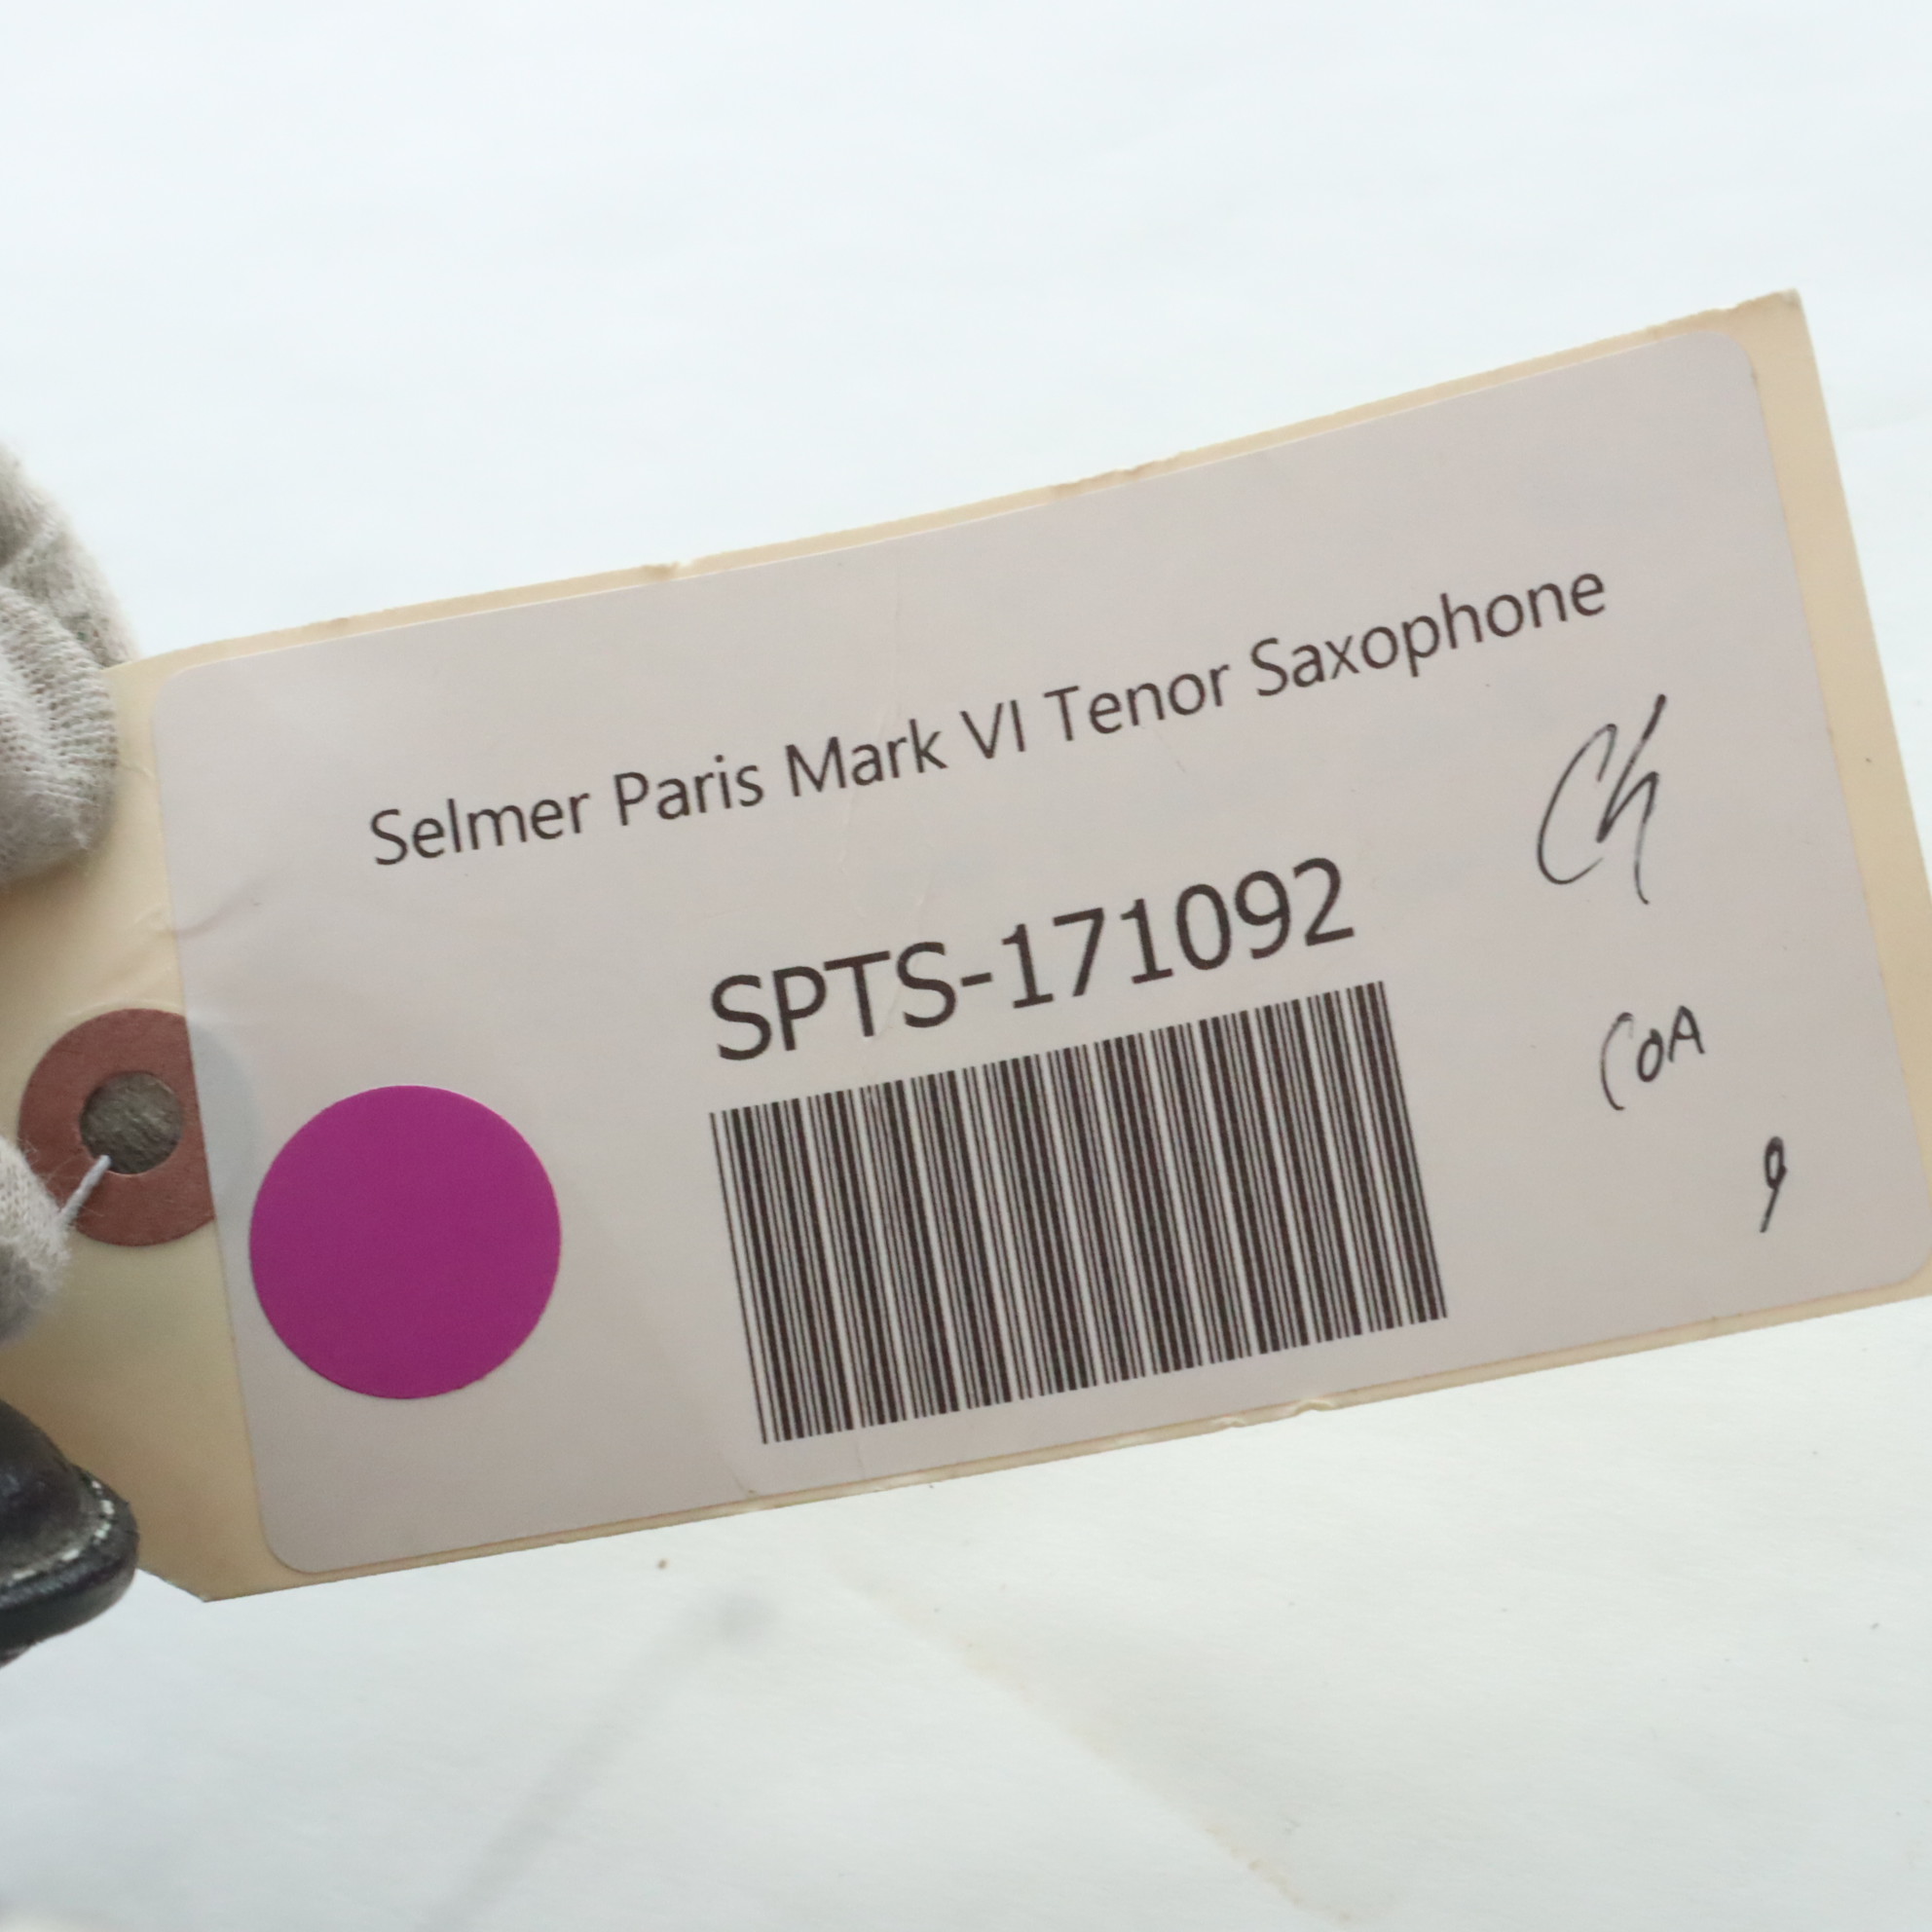 Selmer Paris Mark VI Tenor Saxophone
Ch
SPTS-171092
COA
9